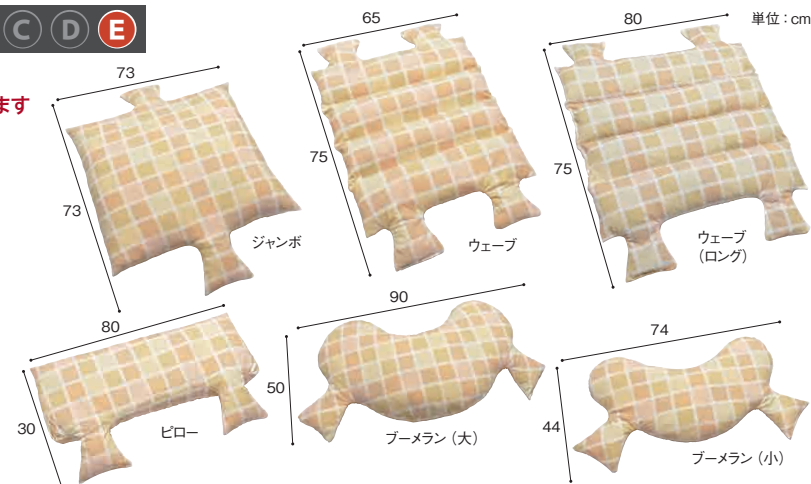 C D E
単位：cm
ます
73
73
ジャンボ
65
75
ウェーブ
80
75
ウェーブ
（ロング）
80
30
ピロー
90
50
ブーメラン（大）
74
44
ブーメラン（小）